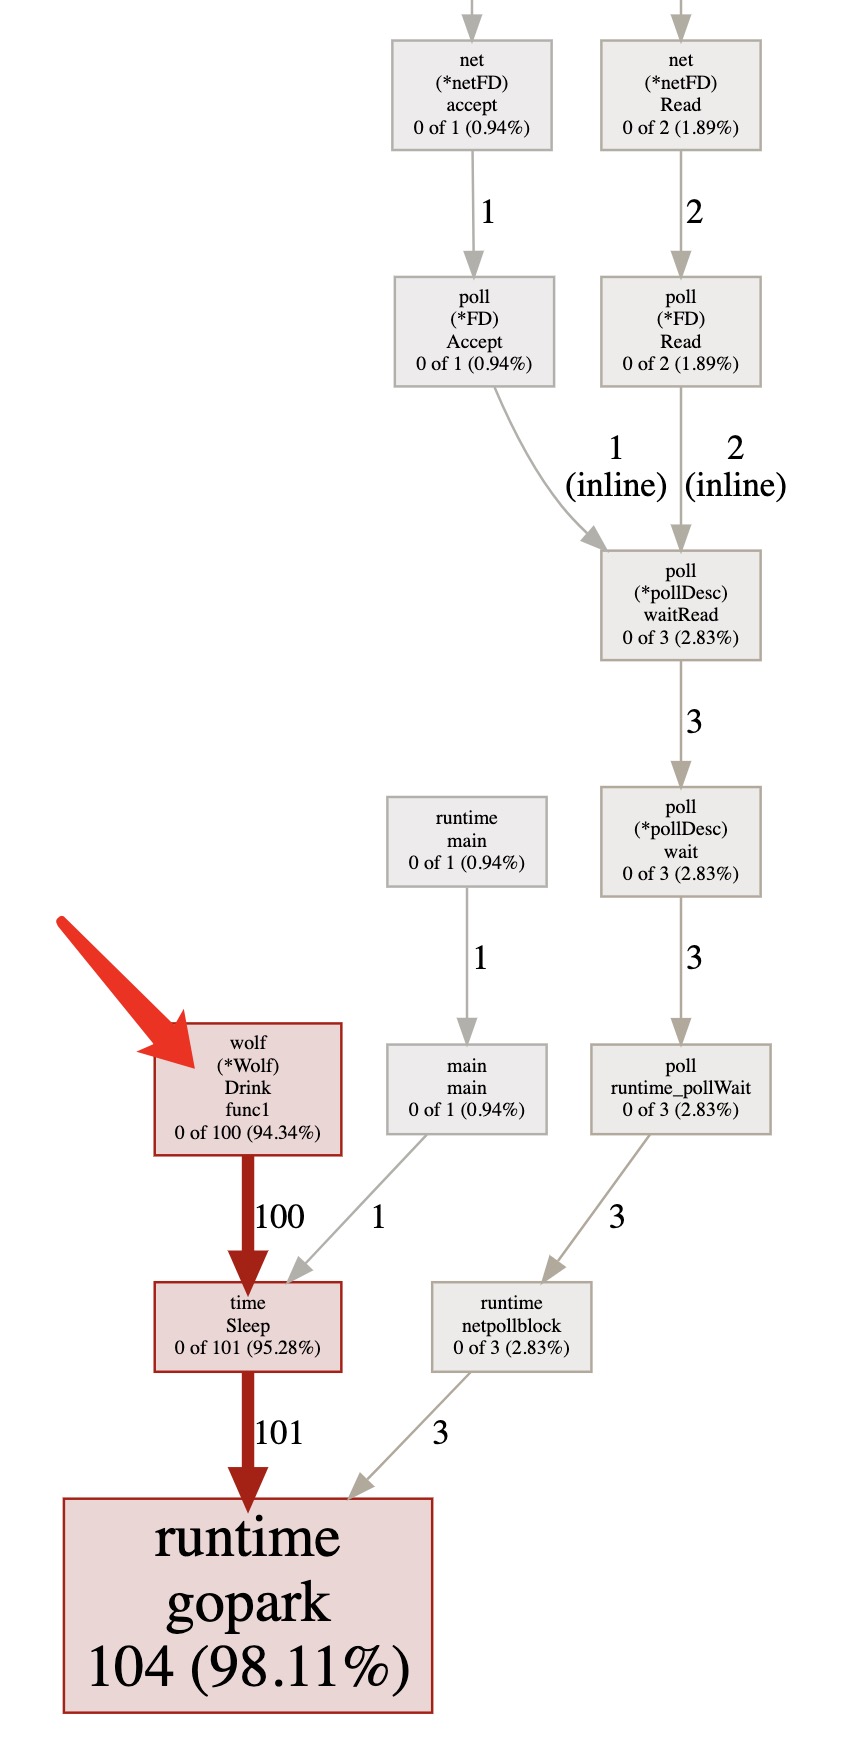 net
(*netFD)
accept
0 of 1 (0.94%)
net
(*netFD)
Read
0 of 2 (1.89%)
1
2
poll
(*FD)
Accept
0 of 1 (0.94%)
poll
(*FD)
Read
0 of 2 (1.89%)
1
(inline)
2
(inline)
poll
(*pollDesc)
waitRead
0 of 3 (2.83%)
3
runtime
main
0 of 1 (0.94%)
poll
(*pollDesc)
wait
0 of 3 (2.83%)
1
3
wolf
(*Wolf)
Drink
func1
0 of 100 (94.34%)
main
main
0 of 1 (0.94%)
poll
runtime_pollWait
0 of 3 (2.83%)
100
1
3
time
Sleep
0 of 101 (95.28%)
runtime
netpollblock
0 of 3 (2.83%)
101
3
runtime
gopark
104 (98.11%)